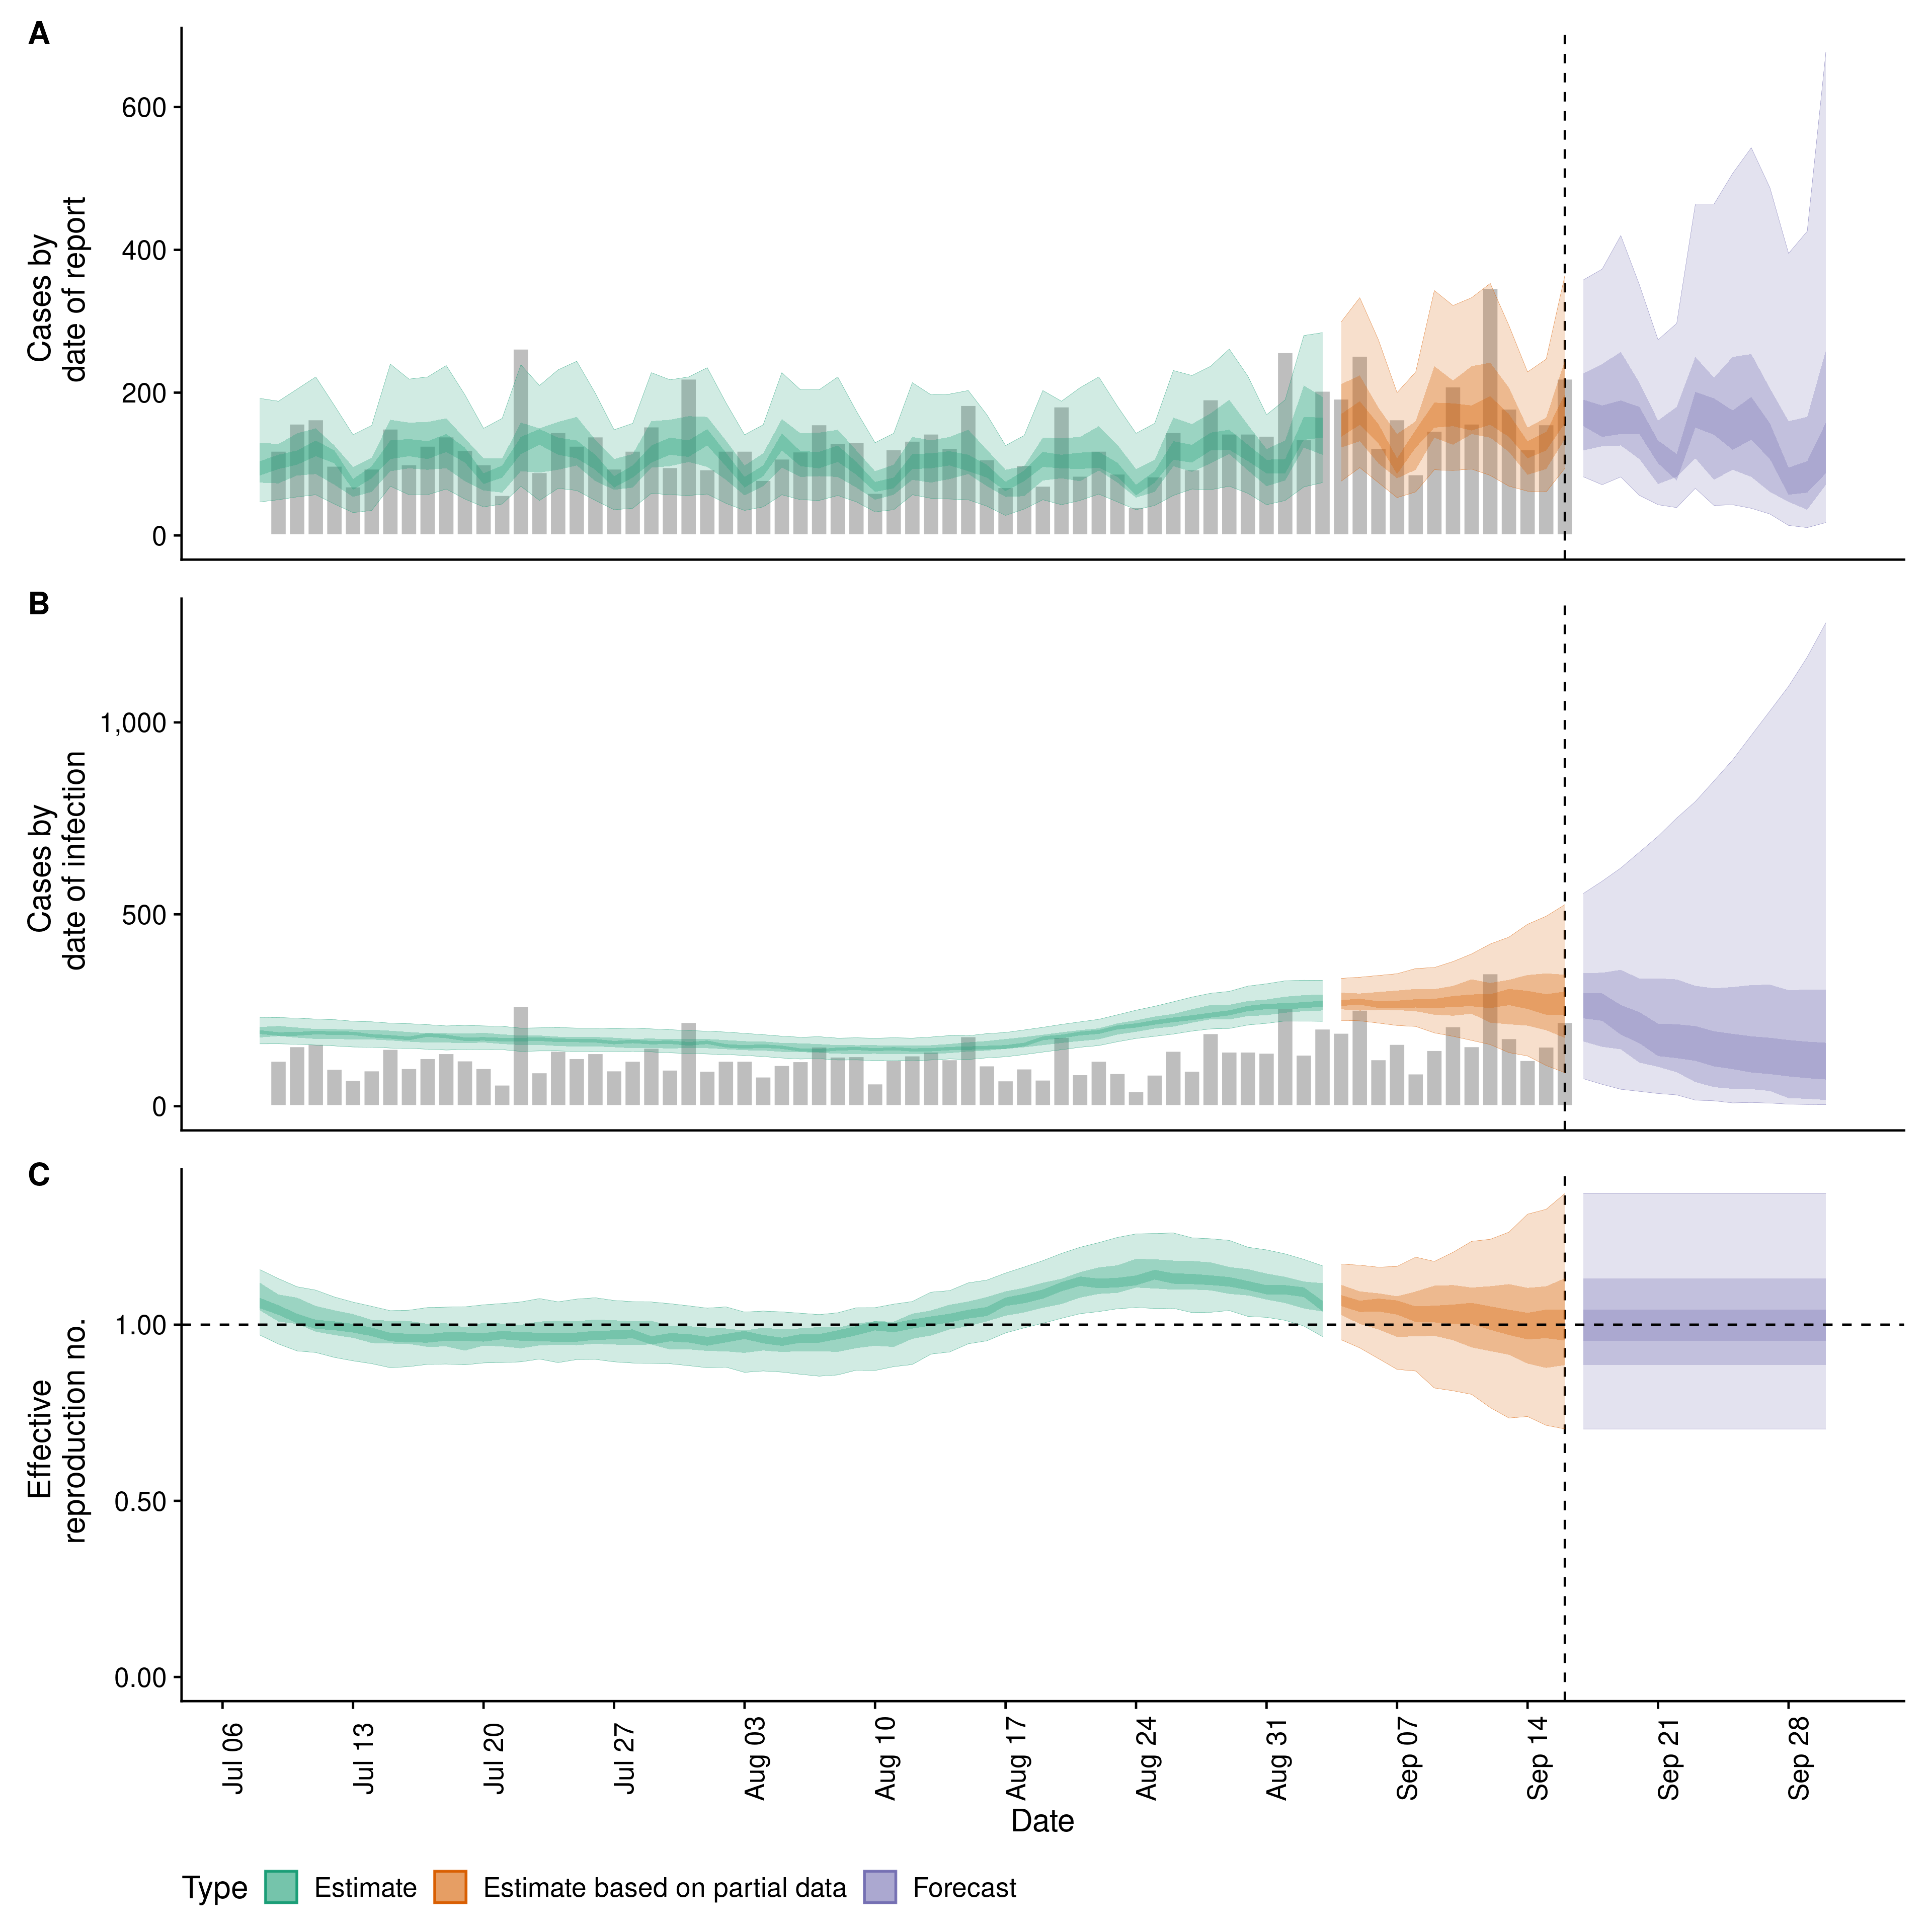 A
600
400
200
0
Cases by
date of report
B
1,000
500
0
Cases by
date of infection
C
1.00
0.50
0.00
Effective
reproduction no.
Jul 06
Jul 13
Jul 20
Jul 27
Aug 03
Aug 10
Aug 17
Aug 24
Aug 31
Sep 07
Sep 14
Sep 21
Sep 28
Date
Type Estimate Estimate based on partial data Forecast